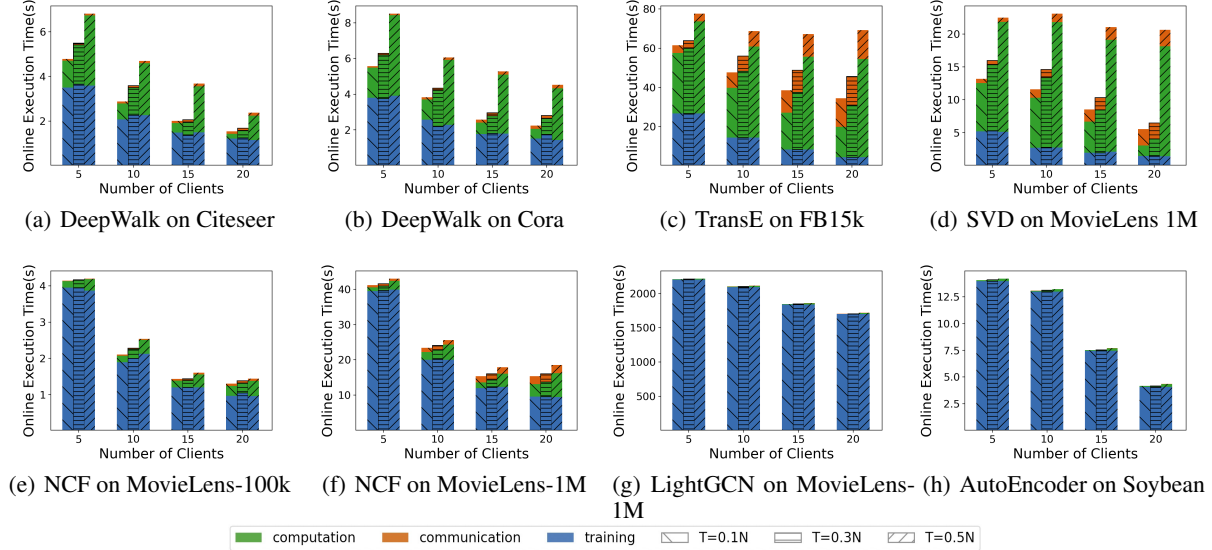 Online Execution Time(s)
6
4
2
5 10 15 20
Number of Clients
(a) DeepWalk on Citeseer
Online Execution Time(s)
8
6
4
2
5 10 15 20
Number of Clients
(b) DeepWalk on Cora
Online Execution Time(s)
80
60
40
20
5 10 15 20
Number of Clients
(c) TransE on FB15k
Online Execution Time(s)
20
15
10
5
5 10 15 20
Number of Clients
(d) SVD on MovieLens 1M
Online Execution Time(s)
4
3
2
1
5 10 15 20
Number of Clients
(e) NCF on MovieLens-100k
Online Execution Time(s)
40
30
20
10
5 10 15 20
Number of Clients
(f) NCF on MovieLens-1M
Online Execution Time(s)
2000
1500
1000
500
5 10 15 20
Number of Clients
(g) LightGCN on MovieLens-
1M
Online Execution Time(s)
12.5
10.0
7.5
5.0
2.5
5 10 15 20
Number of Clients
(h) AutoEncoder on Soybean
computation communication training T=0.1N T=0.3N T=0.5N